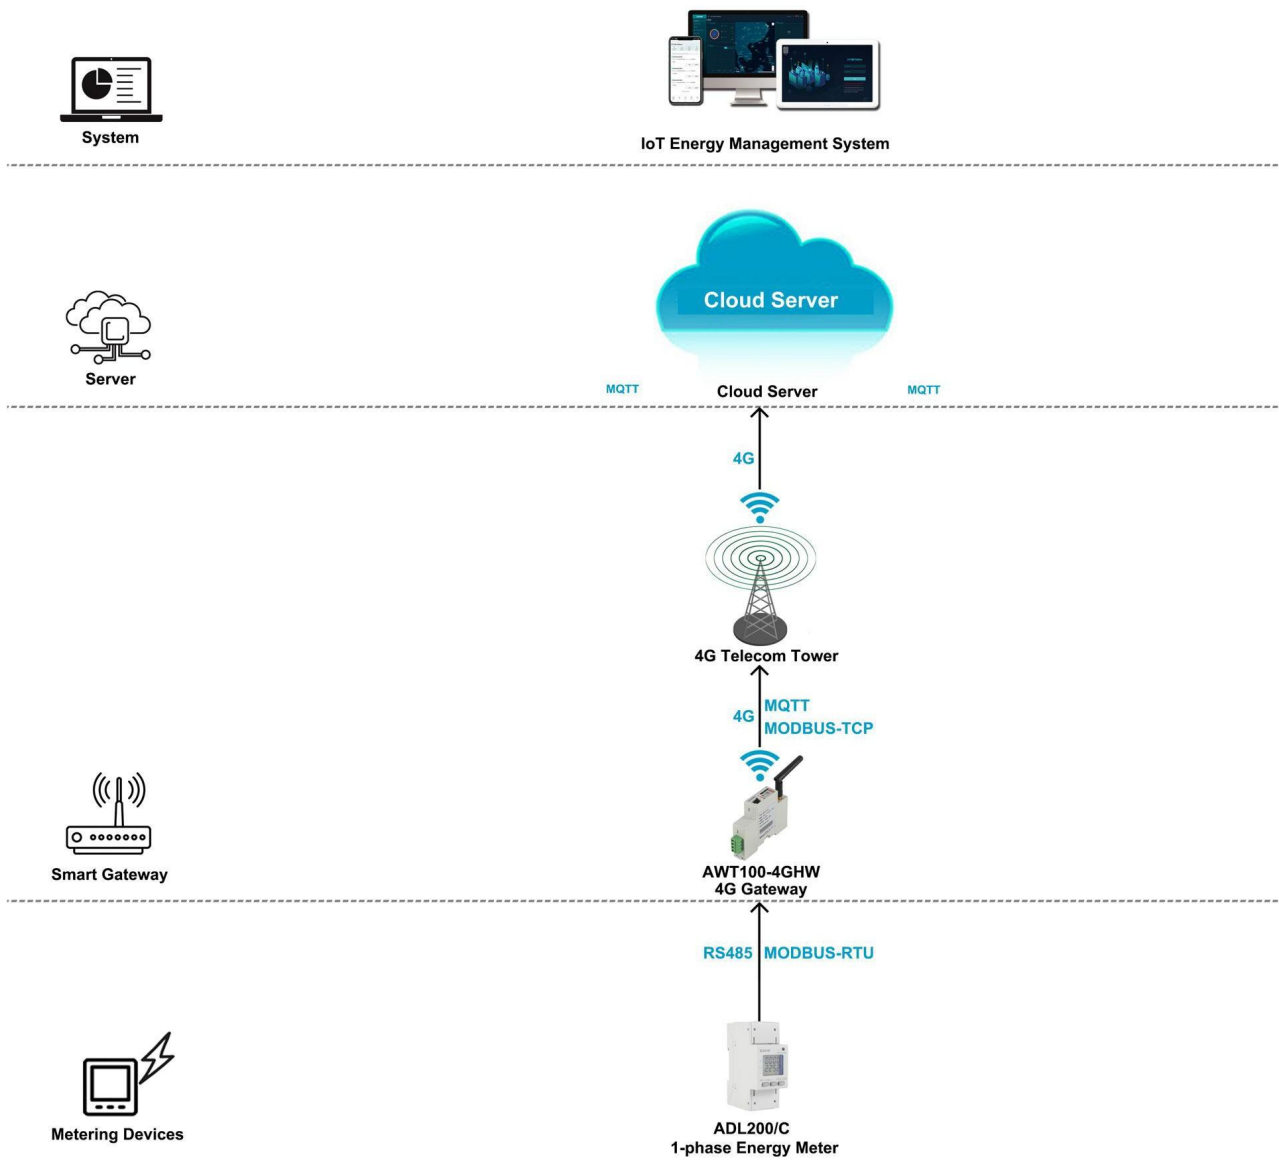 System
IoT Energy Management System
Cloud Server
Server
MQTT
Cloud Server
MQTT
4G
4G Telecom Tower
4G
MQTT
MODBUS-TCP
Smart Gateway
AWT100-4GHW
4G Gateway
RS485
MODBUS-RTU
Metering Devices
ADL200/C
1-phase Energy Meter